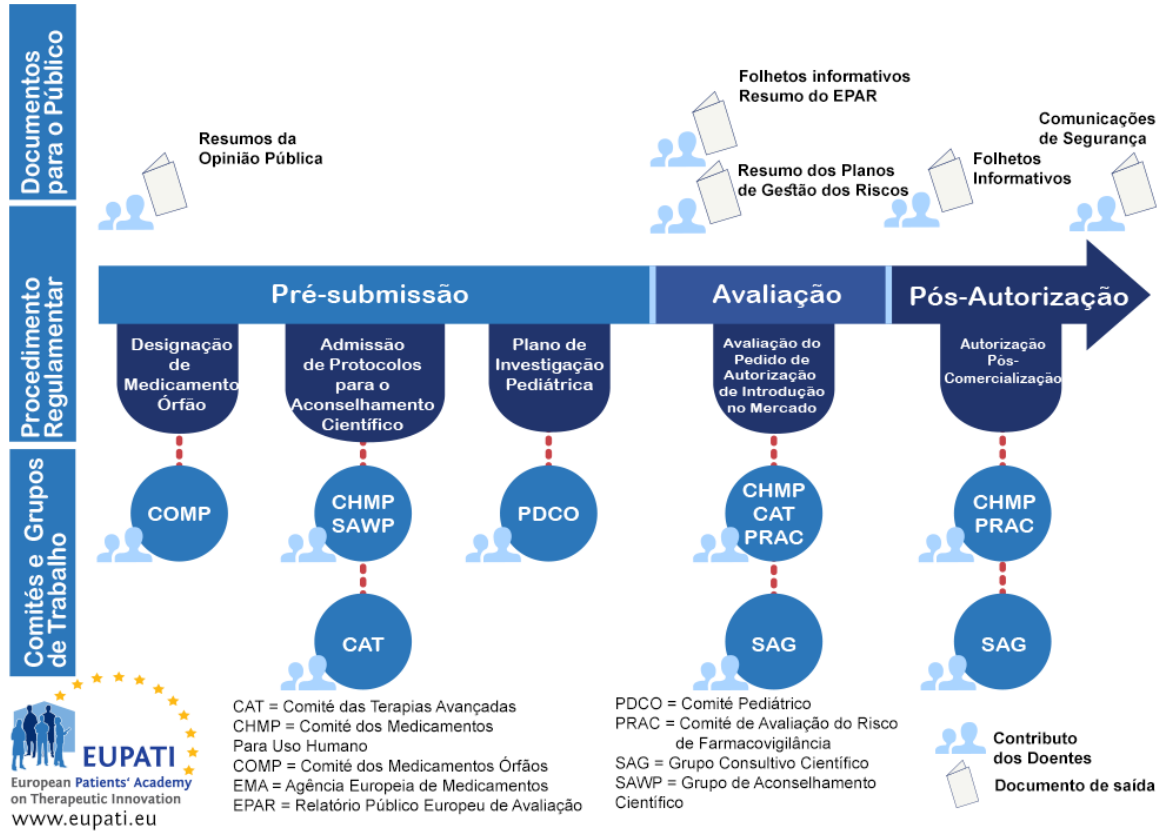 Documentos
para o Público
Resumos da
Opinião Pública
Folhetos informativos
Resumo do EPAR
Resumo dos Planos
de Gestão dos Riscos
Folhetos
Informativos
Comunicações
de Segurança
Procedimento
Regulamentar
Pré-submissão
Avaliação
Pós-Autorização
Designação
de
Medicamento
Órfão
Admissão
de Protocolos
para o
Aconselhamento
Científico
Plano de
Investigação
Pediátrica
Avaliação do
Pedido de
Autorização
de Introdução
no Mercado
Autorização
Pós-
Comercialização
Comités e Grupos
de Trabalho
COMP
CHMP
SAWP
PDCO
CHMP
CAT
PRAC
CHMP
PRAC
CAT
SAG
SAG
EUPATI
European Patients' Academy
on Therapeutic Innovation
www.eupati.eu
CAT = Comité das Terapias Avançadas
CHMP = Comité dos Medicamentos
Para Uso Humano
COMP = Comité dos Medicamentos Órfãos
EMA = Agência Europeia de Medicamentos
EPAR = Relatório Público Europeu de Avaliação
PDCO = Comité Pediátrico
PRAC = Comité de Avaliação do Risco
de Farmacovigilância
SAG = Grupo Consultivo Científico
SAWP = Grupo de Aconselhamento
Científico
Contributo
dos Doentes
Documento de saída